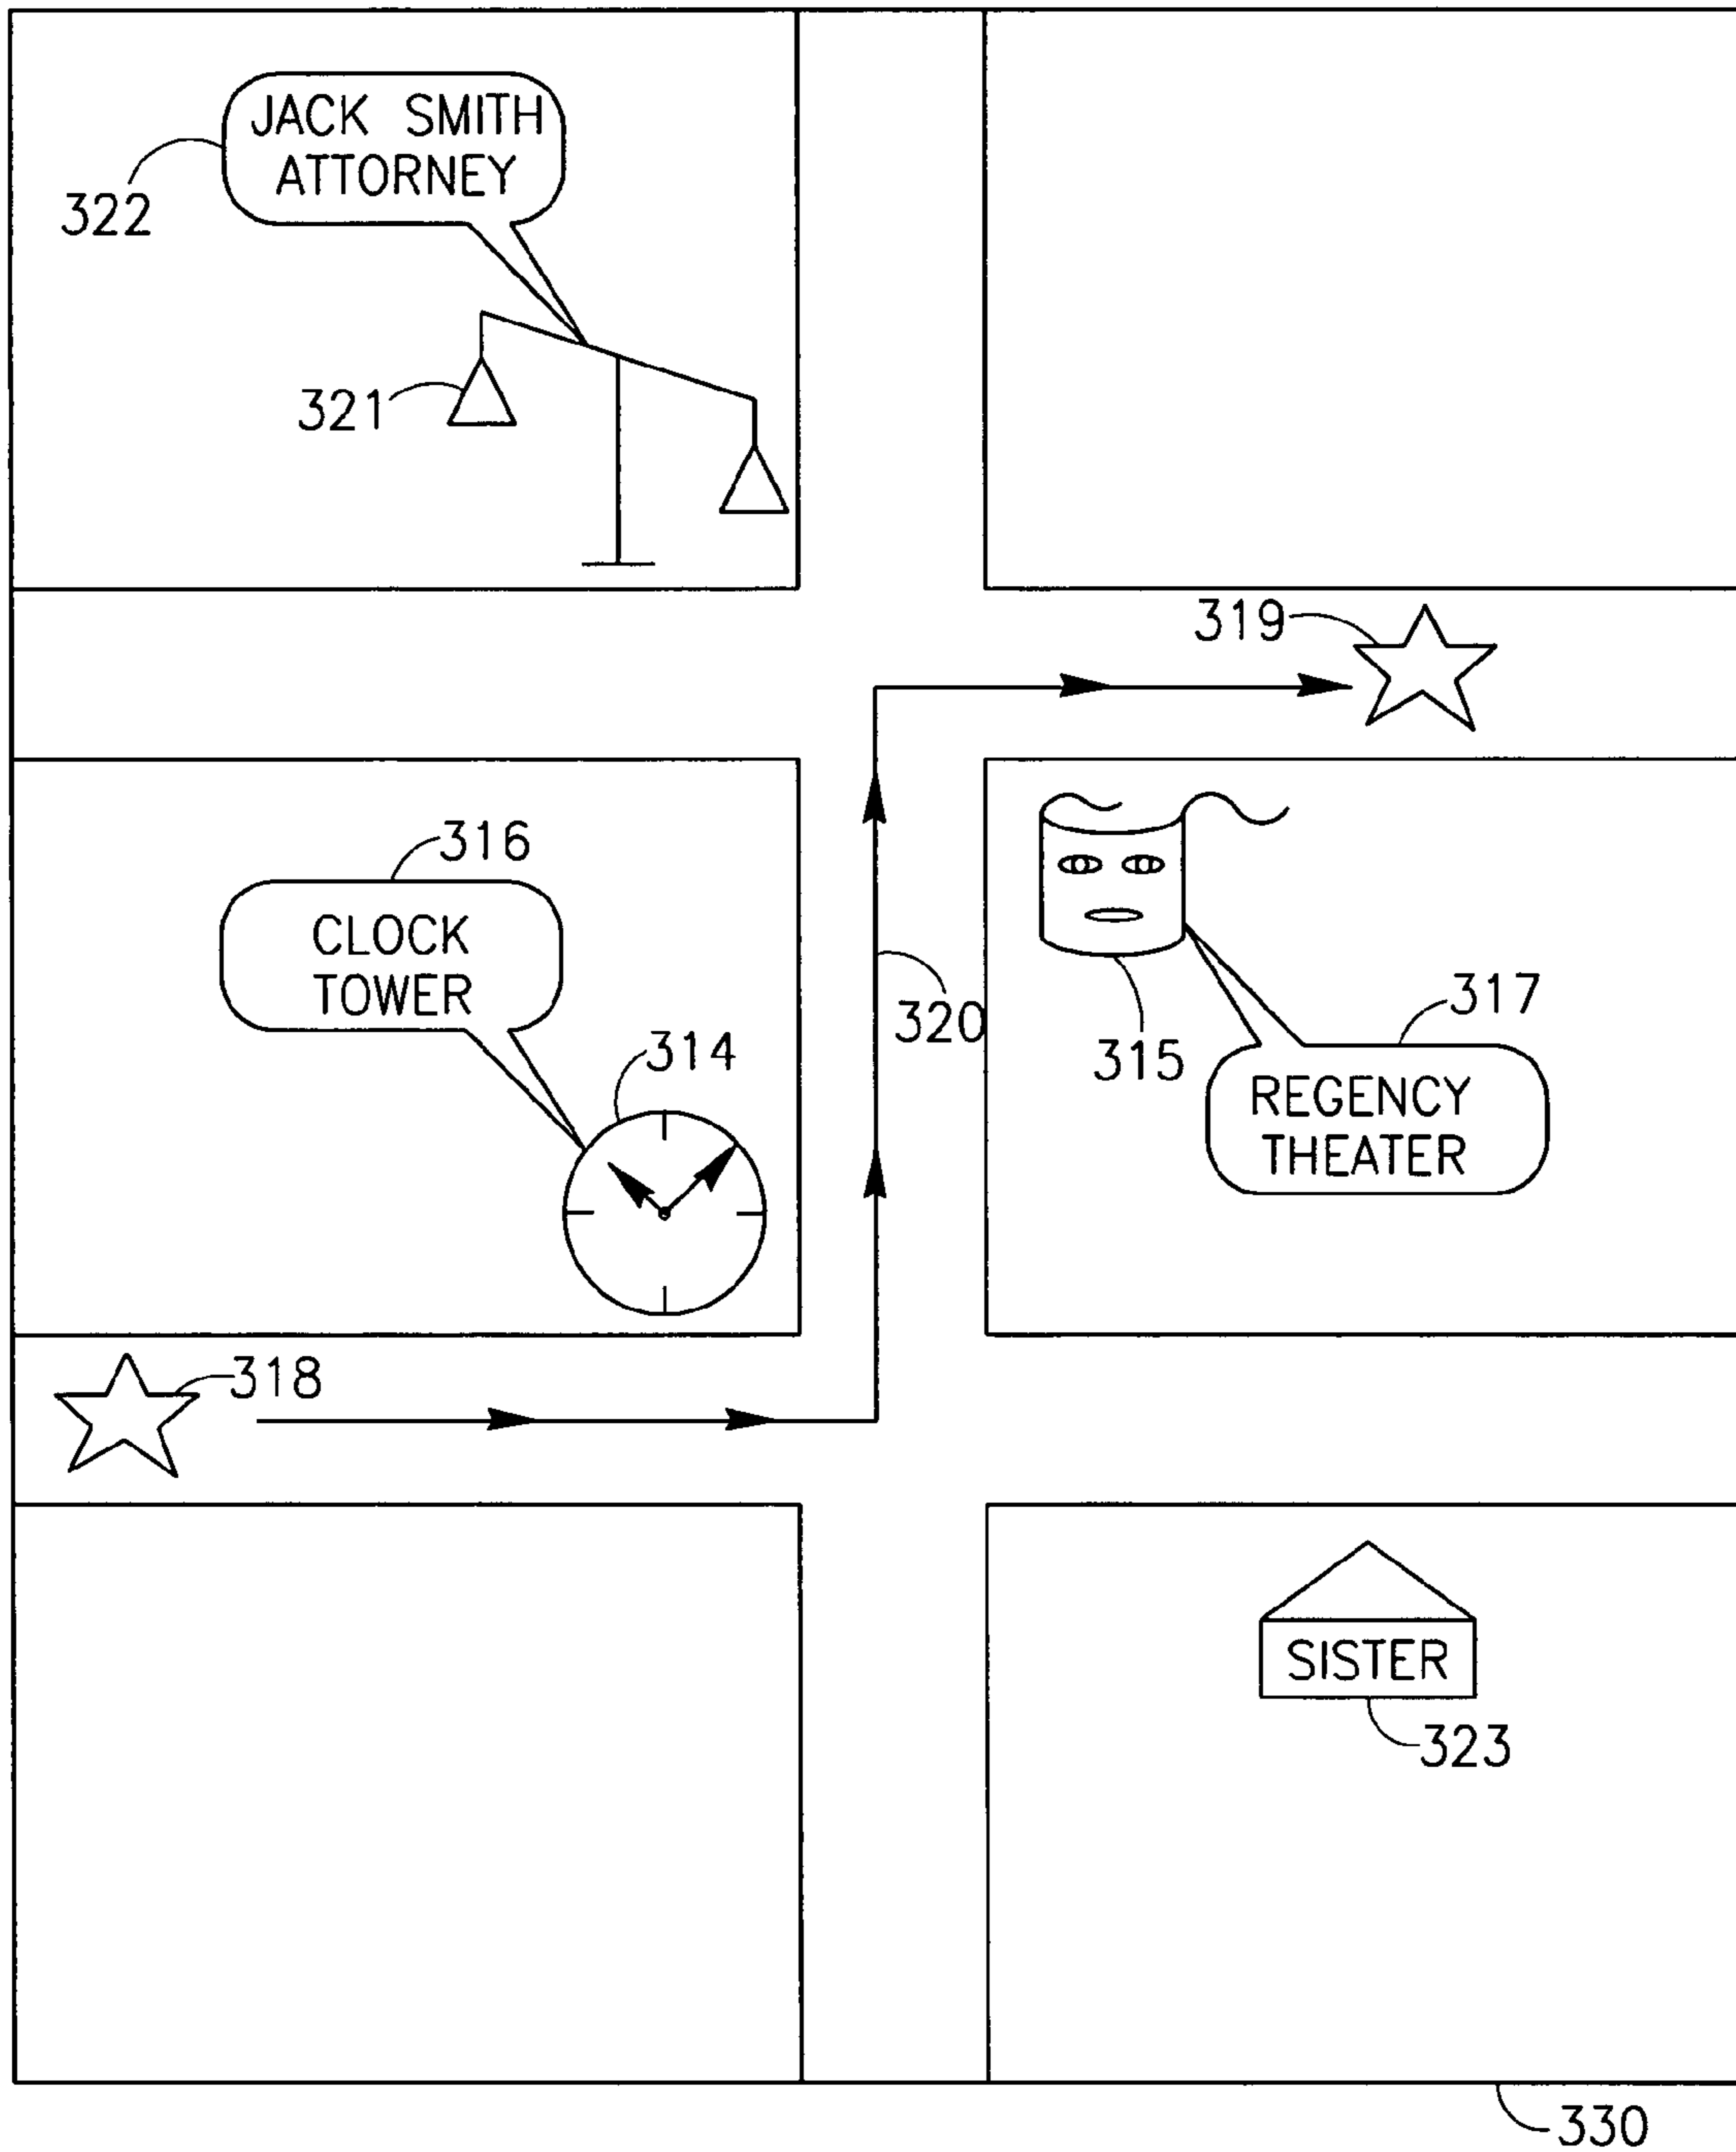 JACK SMITH
ATTORNEY
322
321
319
316
CLOCK
TOWER
320
317
314
315
REGENCY
THEATER
318
SISTER
323
330